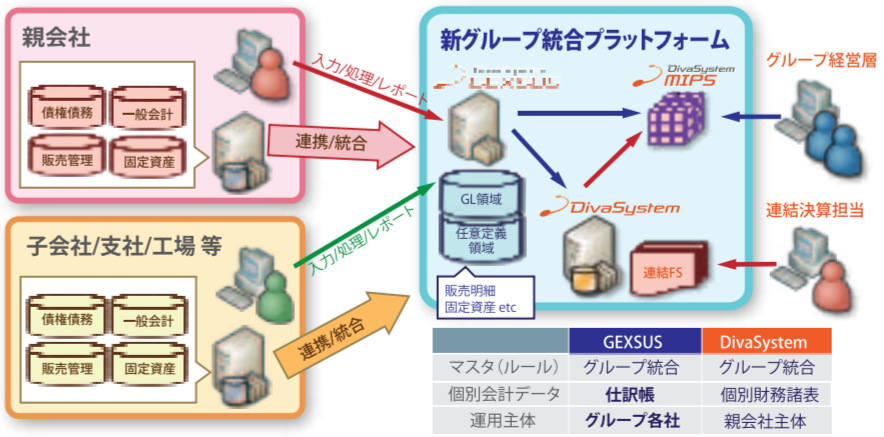 親会社
債権債務
一般会計
販売管理
固定資産
入力/処理/レポート
連携/統合
子会社/支社/工場 等
債権債務
一般会計
販売管理
固定資産
入力/処理/レポート
連携/統合
新グループ統合プラットフォーム
DivaSystem
MIPS
GL領域
任意定義
領域
販売明細
固定資産 etc
DivaSystem
連結FS
グループ経営層
連結決算担当
GEXSUS DivaSystem
マスタ(ルール) グループ統合 グループ統合
個別会計データ 仕訳帳 個別財務諸表
運用主体 グループ各社 親会社主体